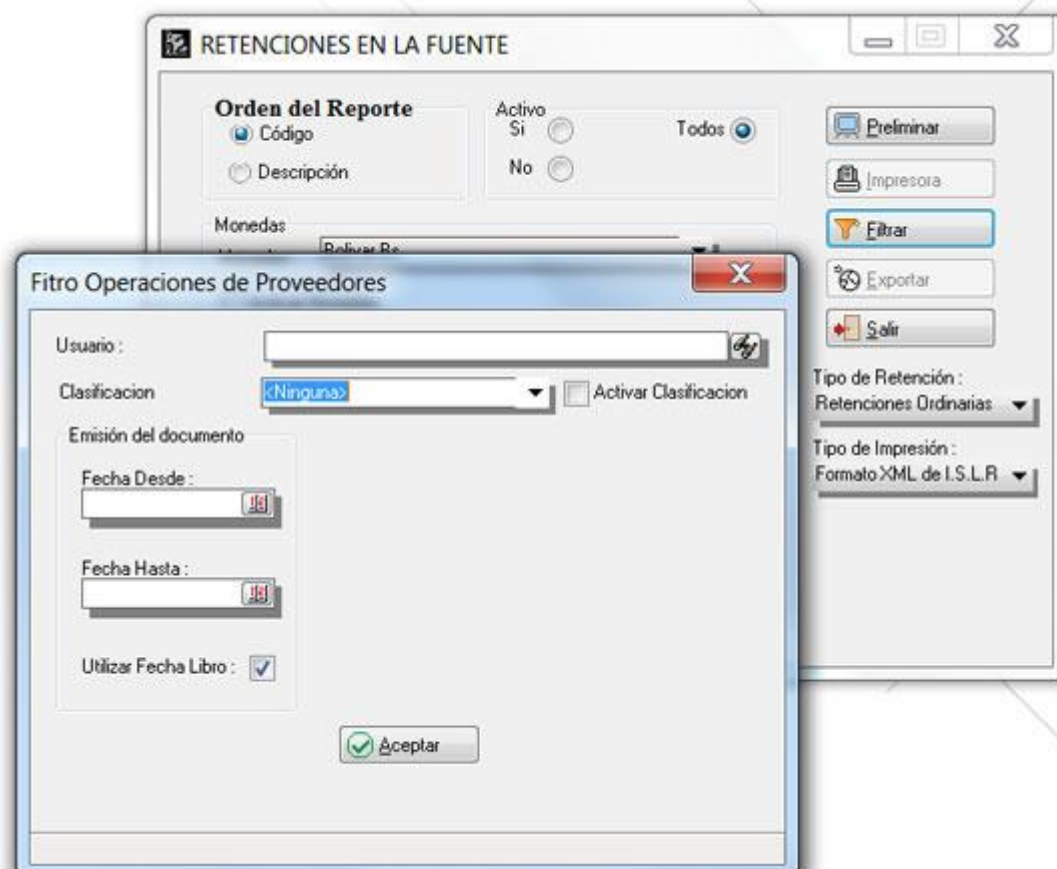 RETENCIONES EN LA FUENTE
Orden del Reporte
Código
Descripción
Activo
Si
Todos
No
Monedas
Bolivar Bs
Preliminar
Impresora
Filtrar
Exportar
Salir
Tipo de Retención :
Retenciones Ordinarias
Tipo de Impresión :
Formato XML de I.S.L.R
Fitro Operaciones de Proveedores
Usuario :
Clasificacion
<Ninguna>
Activar Clasificacion
Emisión del documento
Fecha Desde :
Fecha Hasta :
Utilizar Fecha Libro :
Aceptar